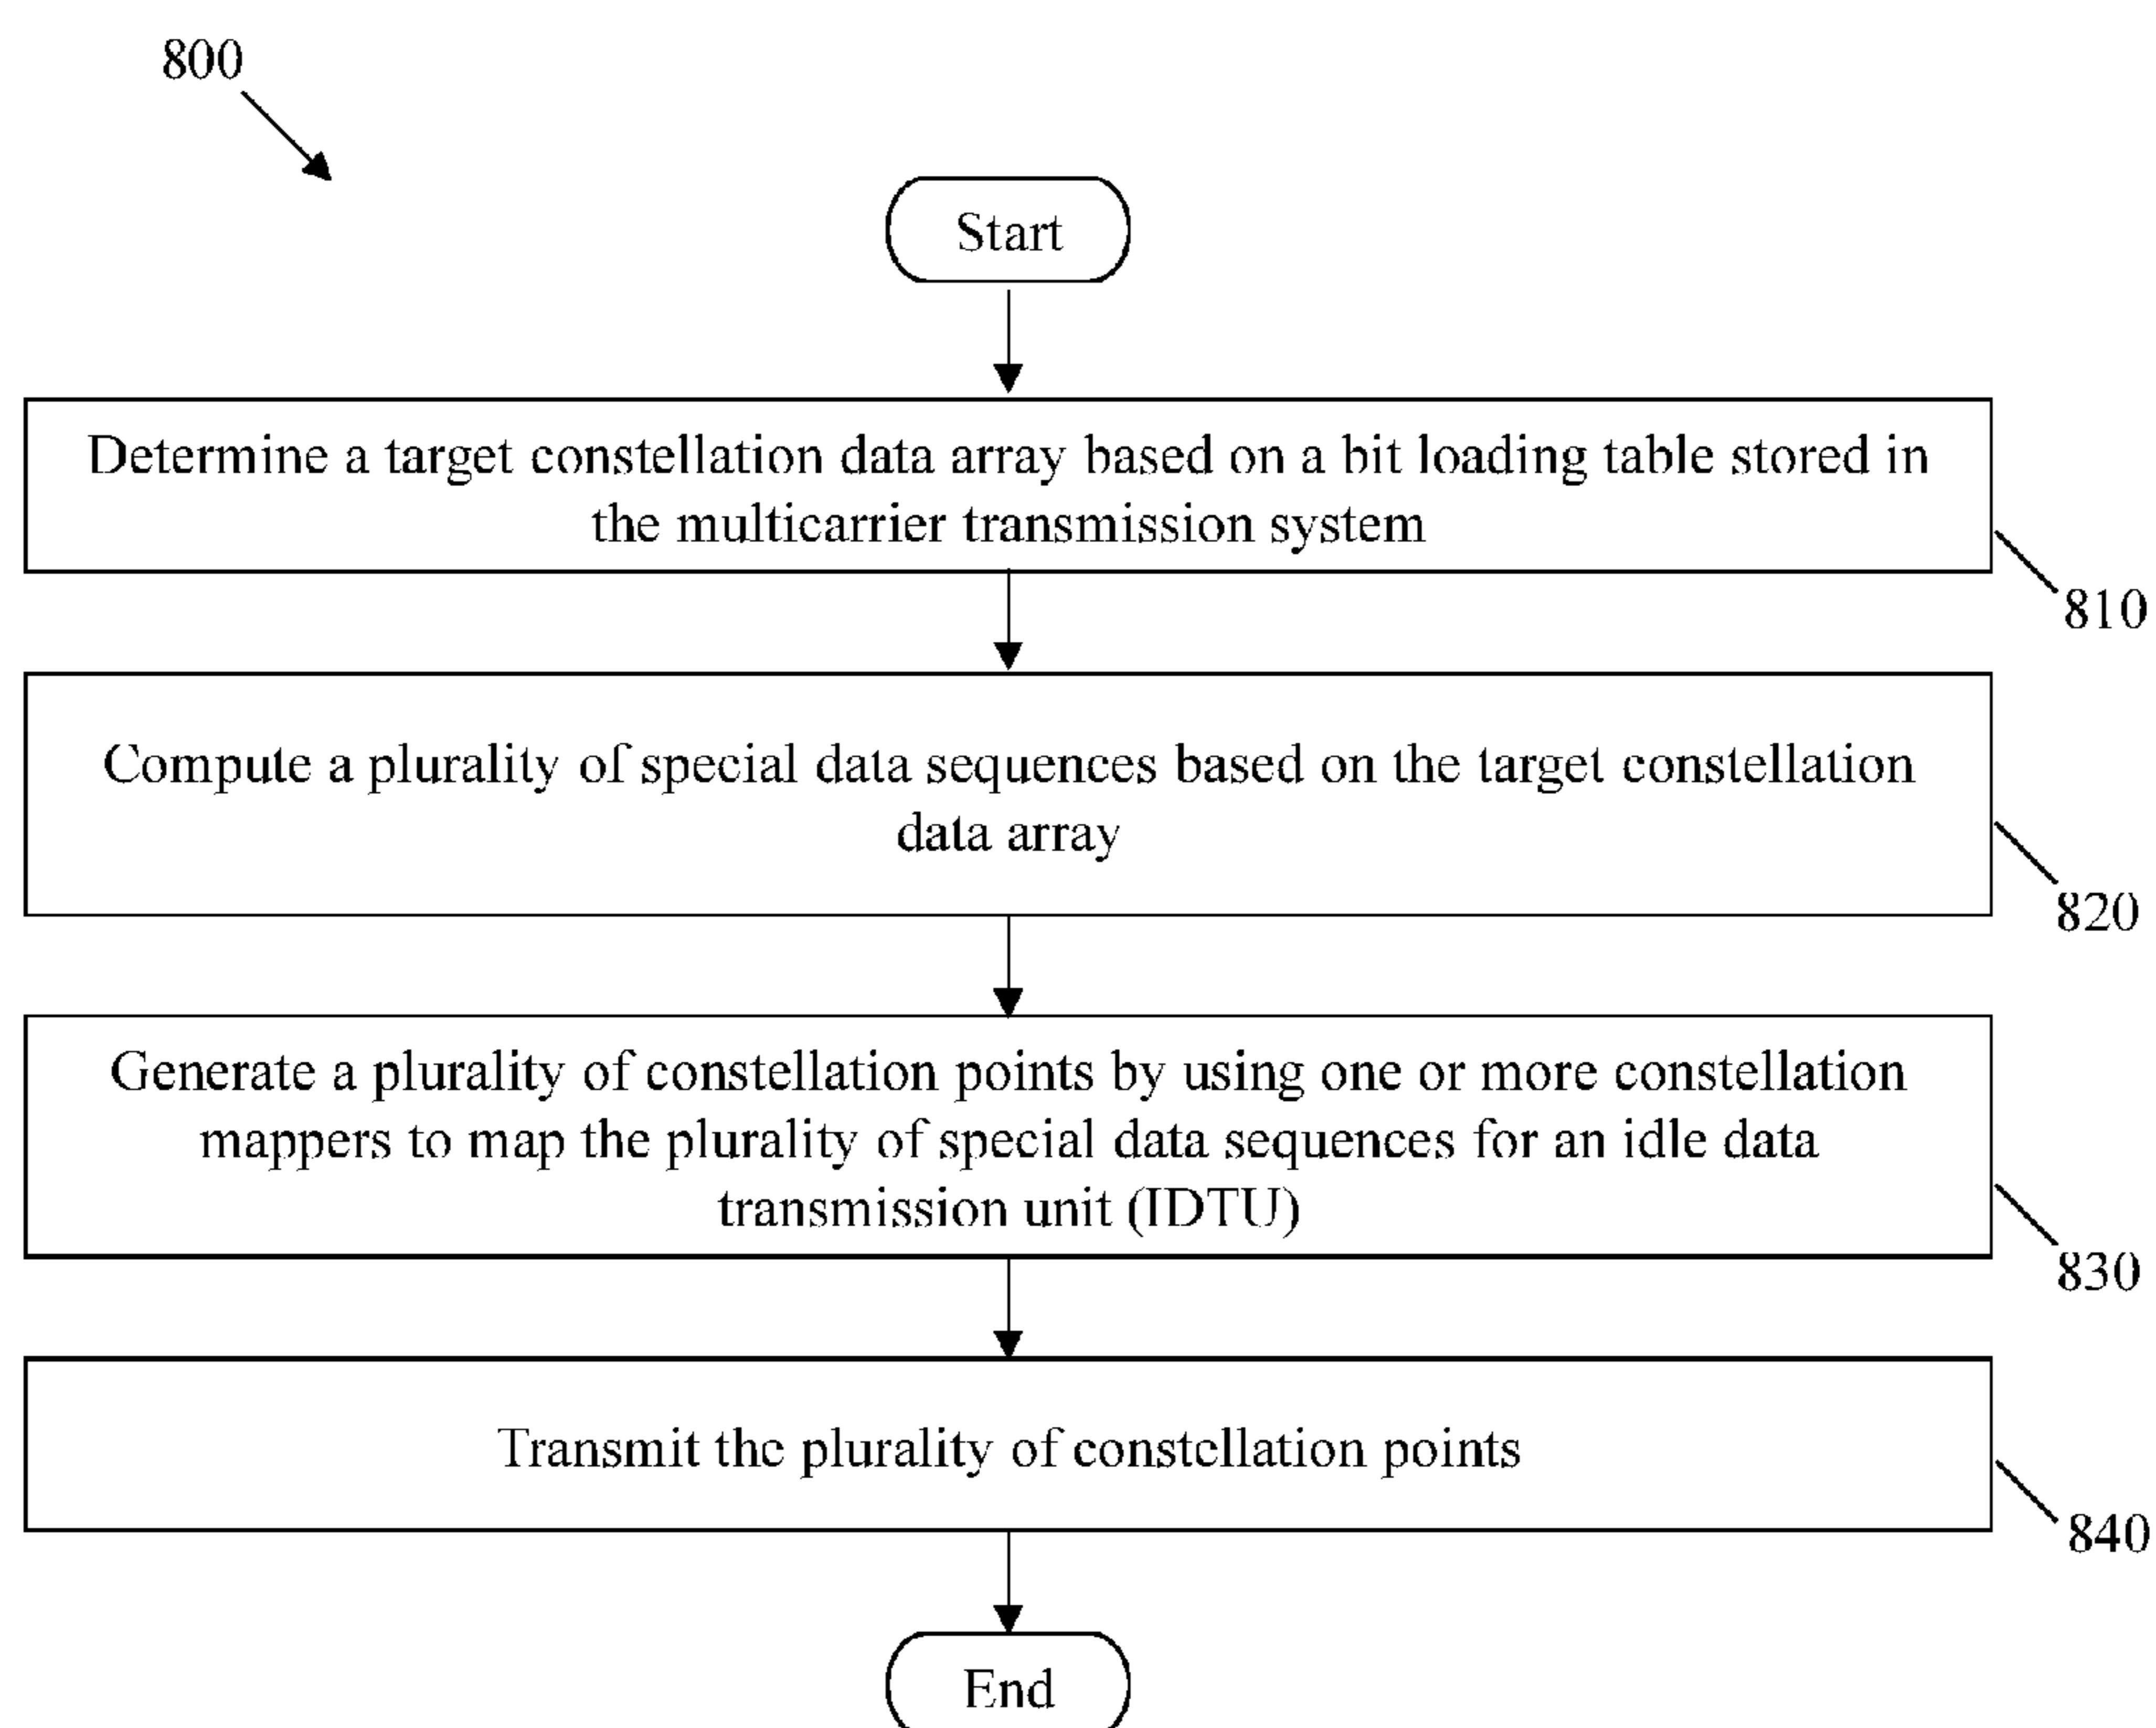 800
Start
Determine a target constellation data array based on a bit loading table stored in
the multicarrier transmission system
810
Compute a plurality of special data sequences based on the target constellation
data array
820
Generate a plurality of constellation points by using one or more constellation
mappers to map the plurality of special data sequences for an idle data
transmission unit (IDTU)
830
Transmit the plurality of constellation points
840
End